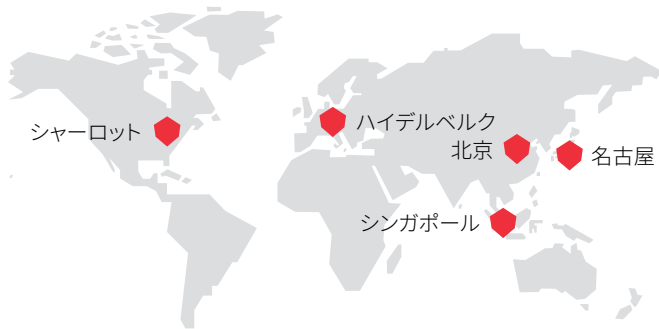 シャーロット
ハイデルベルク
北京
名古屋
シンガポール